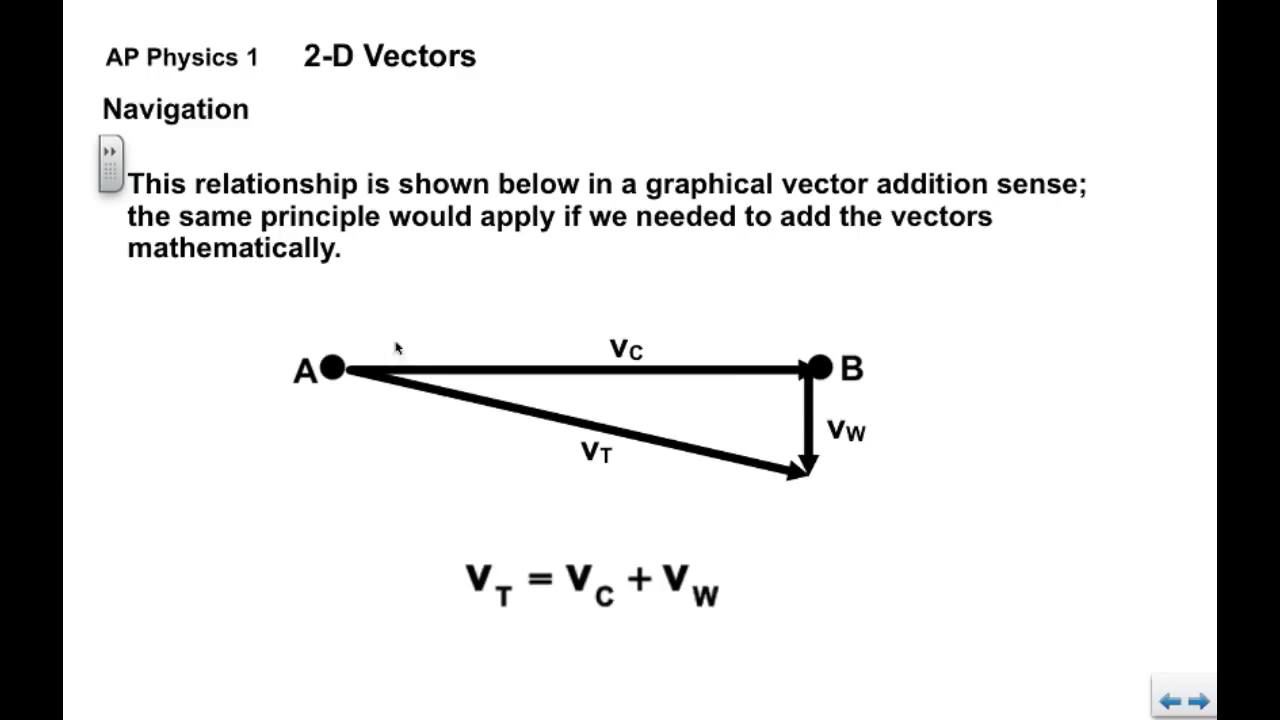 AP Physics 1 2-D Vectors
Navigation
This relationship is shown below in a graphical vector addition sense;
the same principle would apply if we needed to add the vectors
mathematically.
vC
A
B
vW
vT
vT = vC + vW